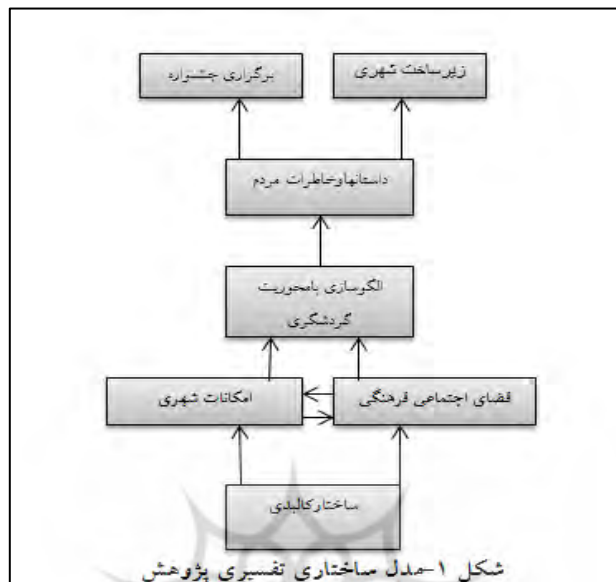 زیرساخت شهری
برگزاری جشنواره
داستانهاوخاطرات مردم
الگوسازی بامحوریت
گردشگری
فضای اجتماعی فرهنگی
امکانات شهری
ساختارکالبدی
شکل ۱-مدل ساختاری تفسیری پژوهش